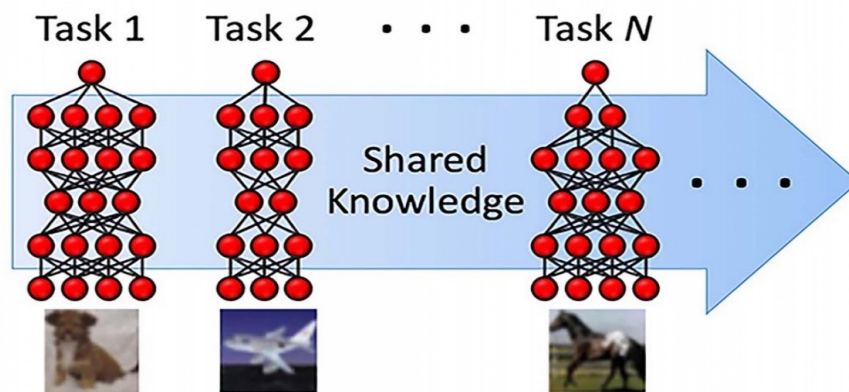 Task 1 Task 2 · · · Task N
Shared
Knowledge
· · ·